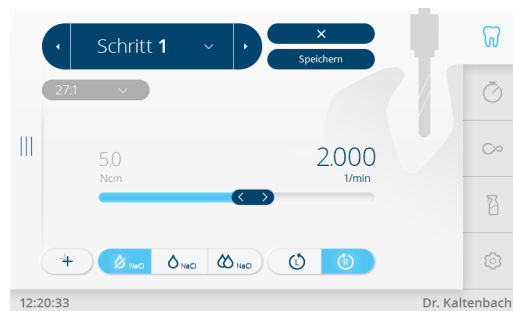 Schritt 1
×
Speichern
27:1
5,0
Ncm
2.000
1/min
NaCl
NaCl
NaCl
L
R
12:20:33
Dr. Kaltenbach